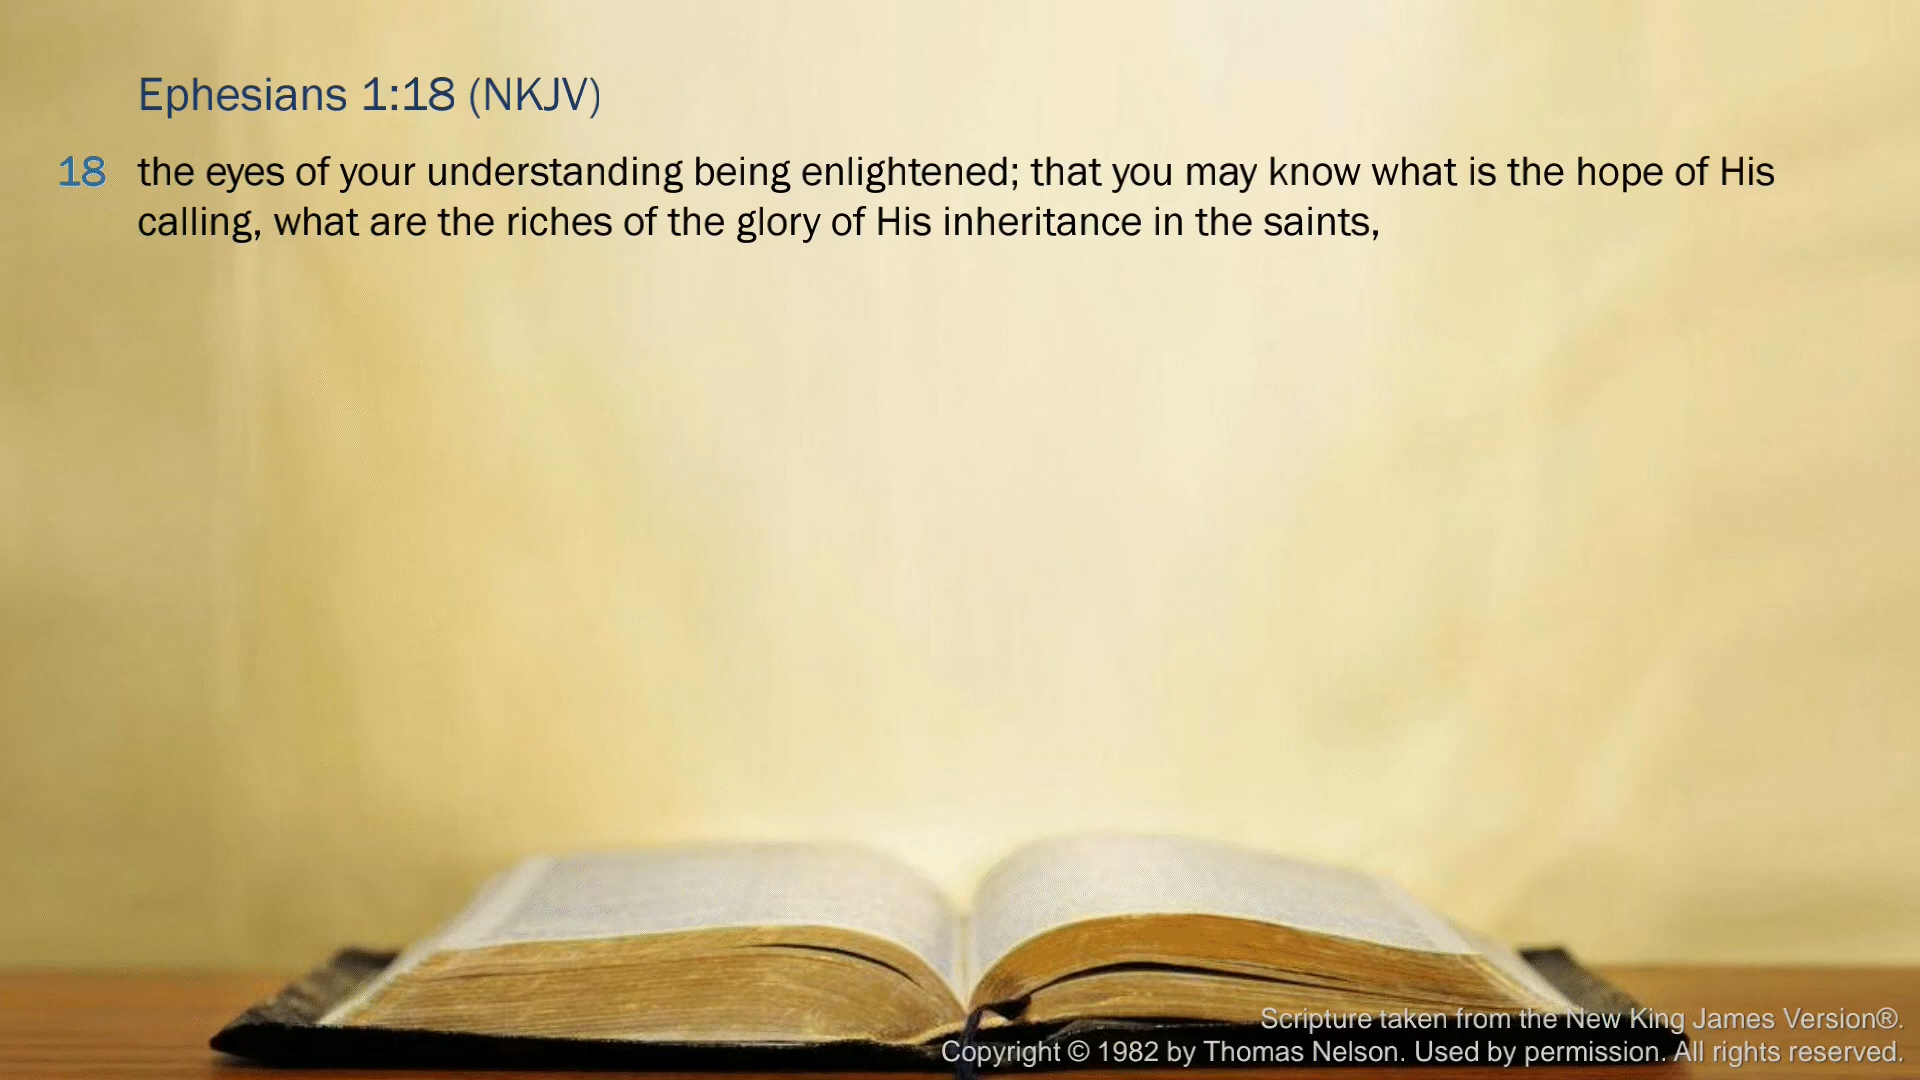 Ephesians 1:18 (NKJV)
18 the eyes of your understanding being enlightened; that you may know what is the hope of His
calling, what are the riches of the glory of His inheritance in the saints,
Scripture taken from the New King James Version®.
Copyright © 1982 by Thomas Nelson. Used by permission. All rights reserved.